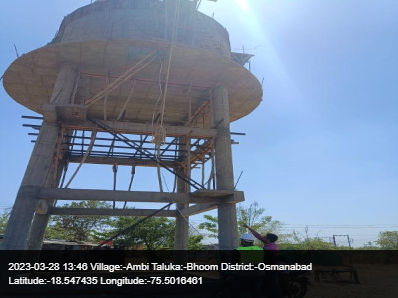 2023-03-28 13:46 Village:-Ambi Taluka:-Bhoom District:-Osmanabad
Latitude:-18.547435 Longitude:-75.5016461